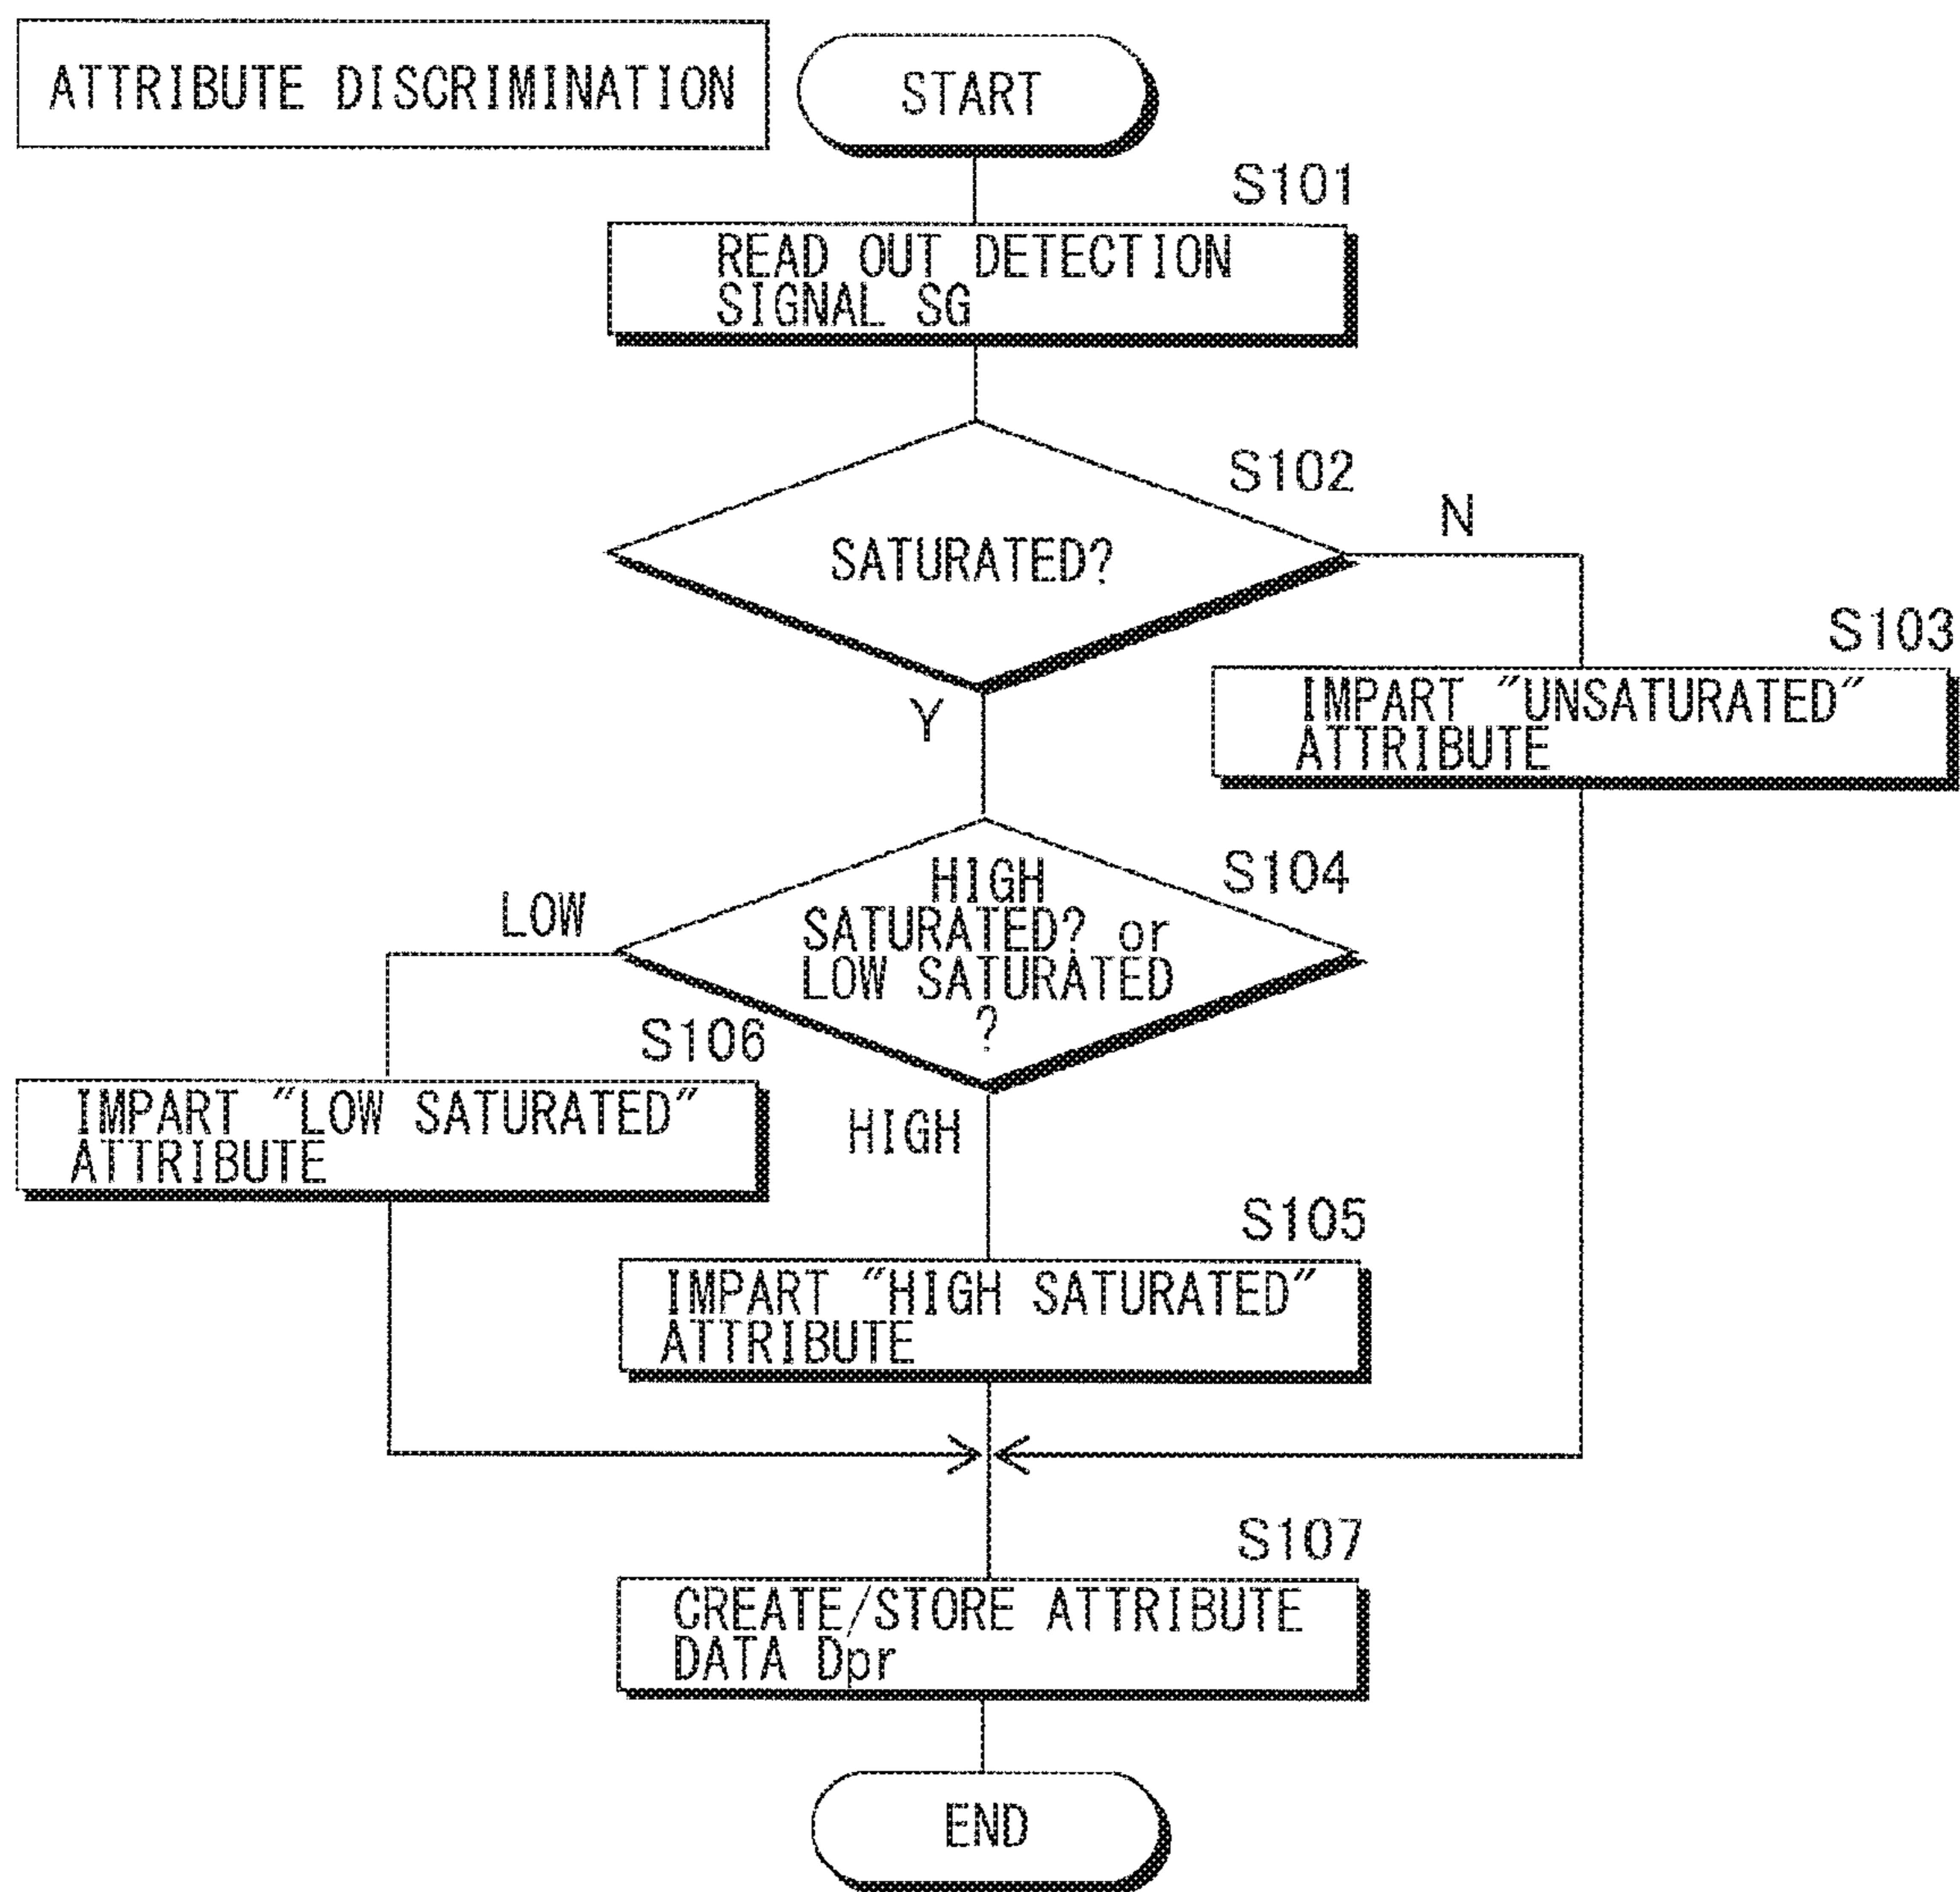 ATTRIBUTE DISCRIMINATION
START
S101
READ OUT DETECTION
SIGNAL SG
S102
SATURATED?
N
Y
S103
IMPART "UNSATURATED"
ATTRIBUTE
S104
HIGH
SATURATED? or
LOW SATURATED
?
LOW
HIGH
S106
IMPART "LOW SATURATED"
ATTRIBUTE
S105
IMPART "HIGH SATURATED"
ATTRIBUTE
S107
CREATE/STORE ATTRIBUTE
DATA Dpr
END